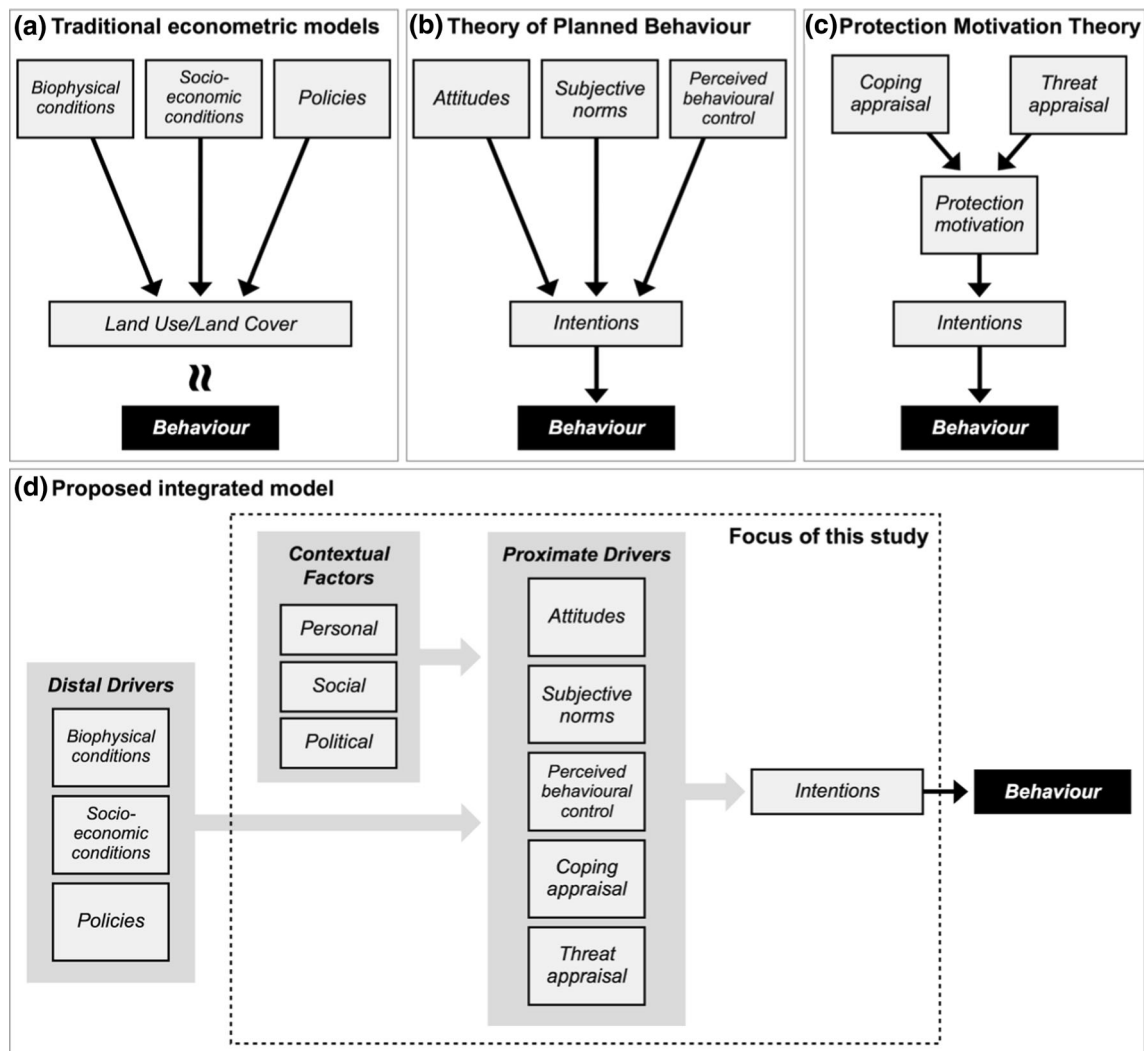 (a) Traditional econometric models
Biophysical
conditions
Socio-
economic
conditions
Policies
Land Use/Land Cover
≈
Behaviour
(b) Theory of Planned Behaviour
Attitudes
Subjective
norms
Perceived
behavioural
control
Intentions
Behaviour
(c) Protection Motivation Theory
Coping
appraisal
Threat
appraisal
Protection
motivation
Intentions
Behaviour
(d) Proposed integrated model
Focus of this study
Distal Drivers
Biophysical
conditions
Socio-
economic
conditions
Policies
Contextual
Factors
Personal
Social
Political
Proximate Drivers
Attitudes
Subjective
norms
Perceived
behavioural
control
Coping
appraisal
Threat
appraisal
Intentions
Behaviour